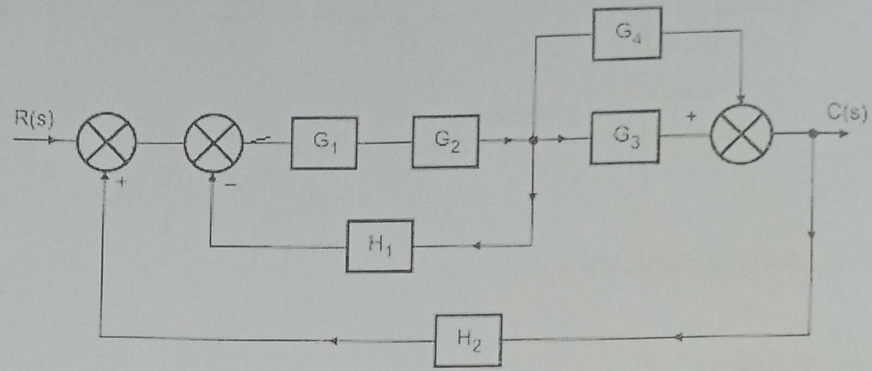 G₄
R(s)
C(s)
G₁
G₂
G₃
+
+
−
H₁
H₂